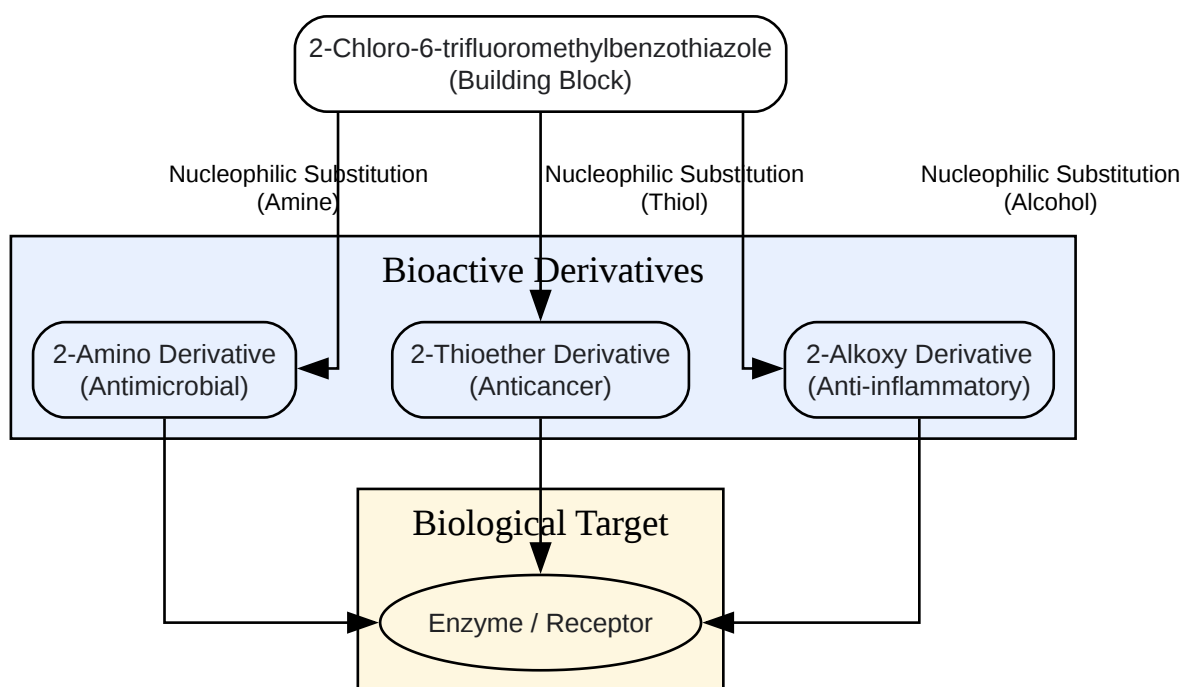 2-Chloro-6-trifluoromethylbenzothiazole
(Building Block)
Nucleophilic Substitution
(Amine)
Nucleophilic Substitution
(Thiol)
Nucleophilic Substitution
(Alcohol)
Bioactive Derivatives
2-Amino Derivative
(Antimicrobial)
2-Thioether Derivative
(Anticancer)
2-Alkoxy Derivative
(Anti-inflammatory)
Biological Target
Enzyme / Receptor